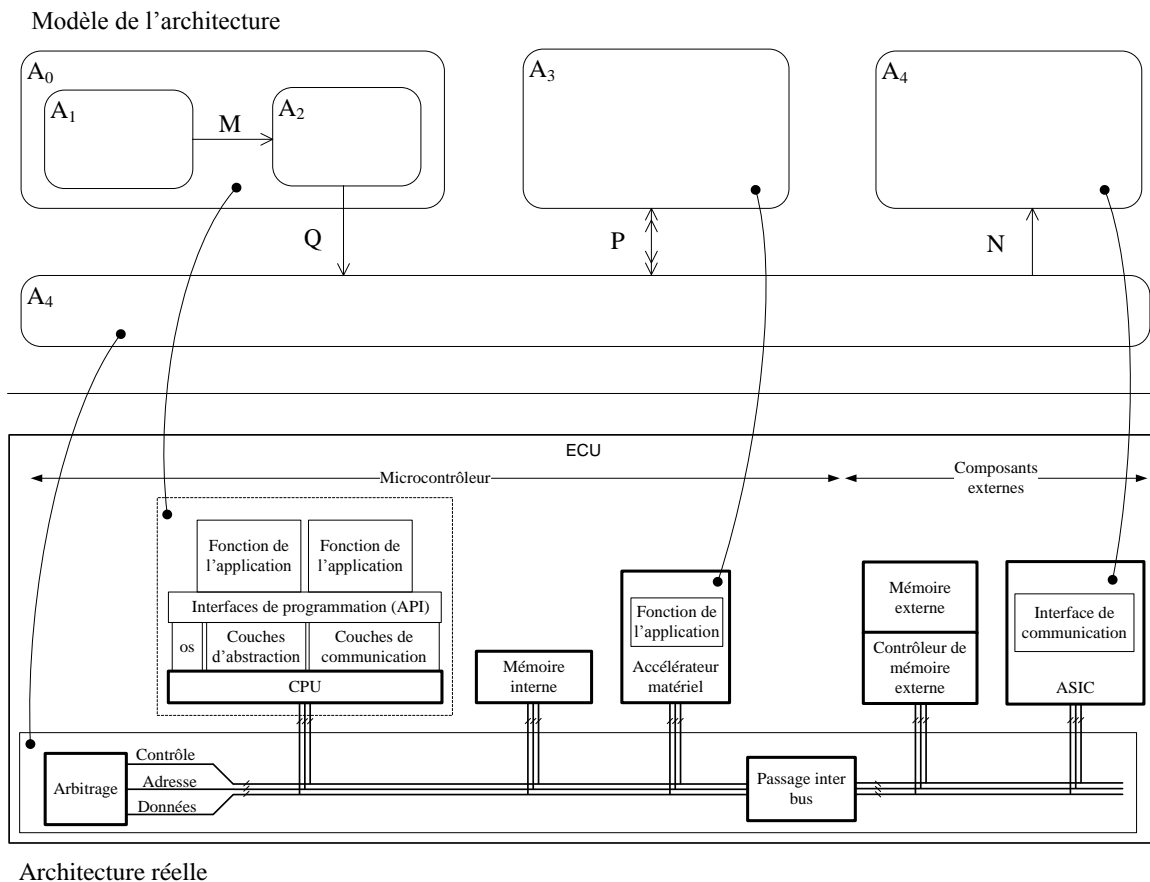 Modèle de l'architecture
A₀
A₃
A₄
A₁
A₂
M
Q
P
N
A₄
ECU
Microcontrôleur
Composants
externes
Fonction de
l'application
Fonction de
l'application
Interfaces de programmation (API)
os
Couches
d'abstraction
Couches de
communication
CPU
Mémoire
interne
Fonction de
l'application
Accélérateur
matériel
Mémoire
externe
Contrôleur de
mémoire
externe
Interface de
communication
ASIC
Arbitrage
Contrôle
Adresse
Données
Passage inter
bus
Architecture réelle